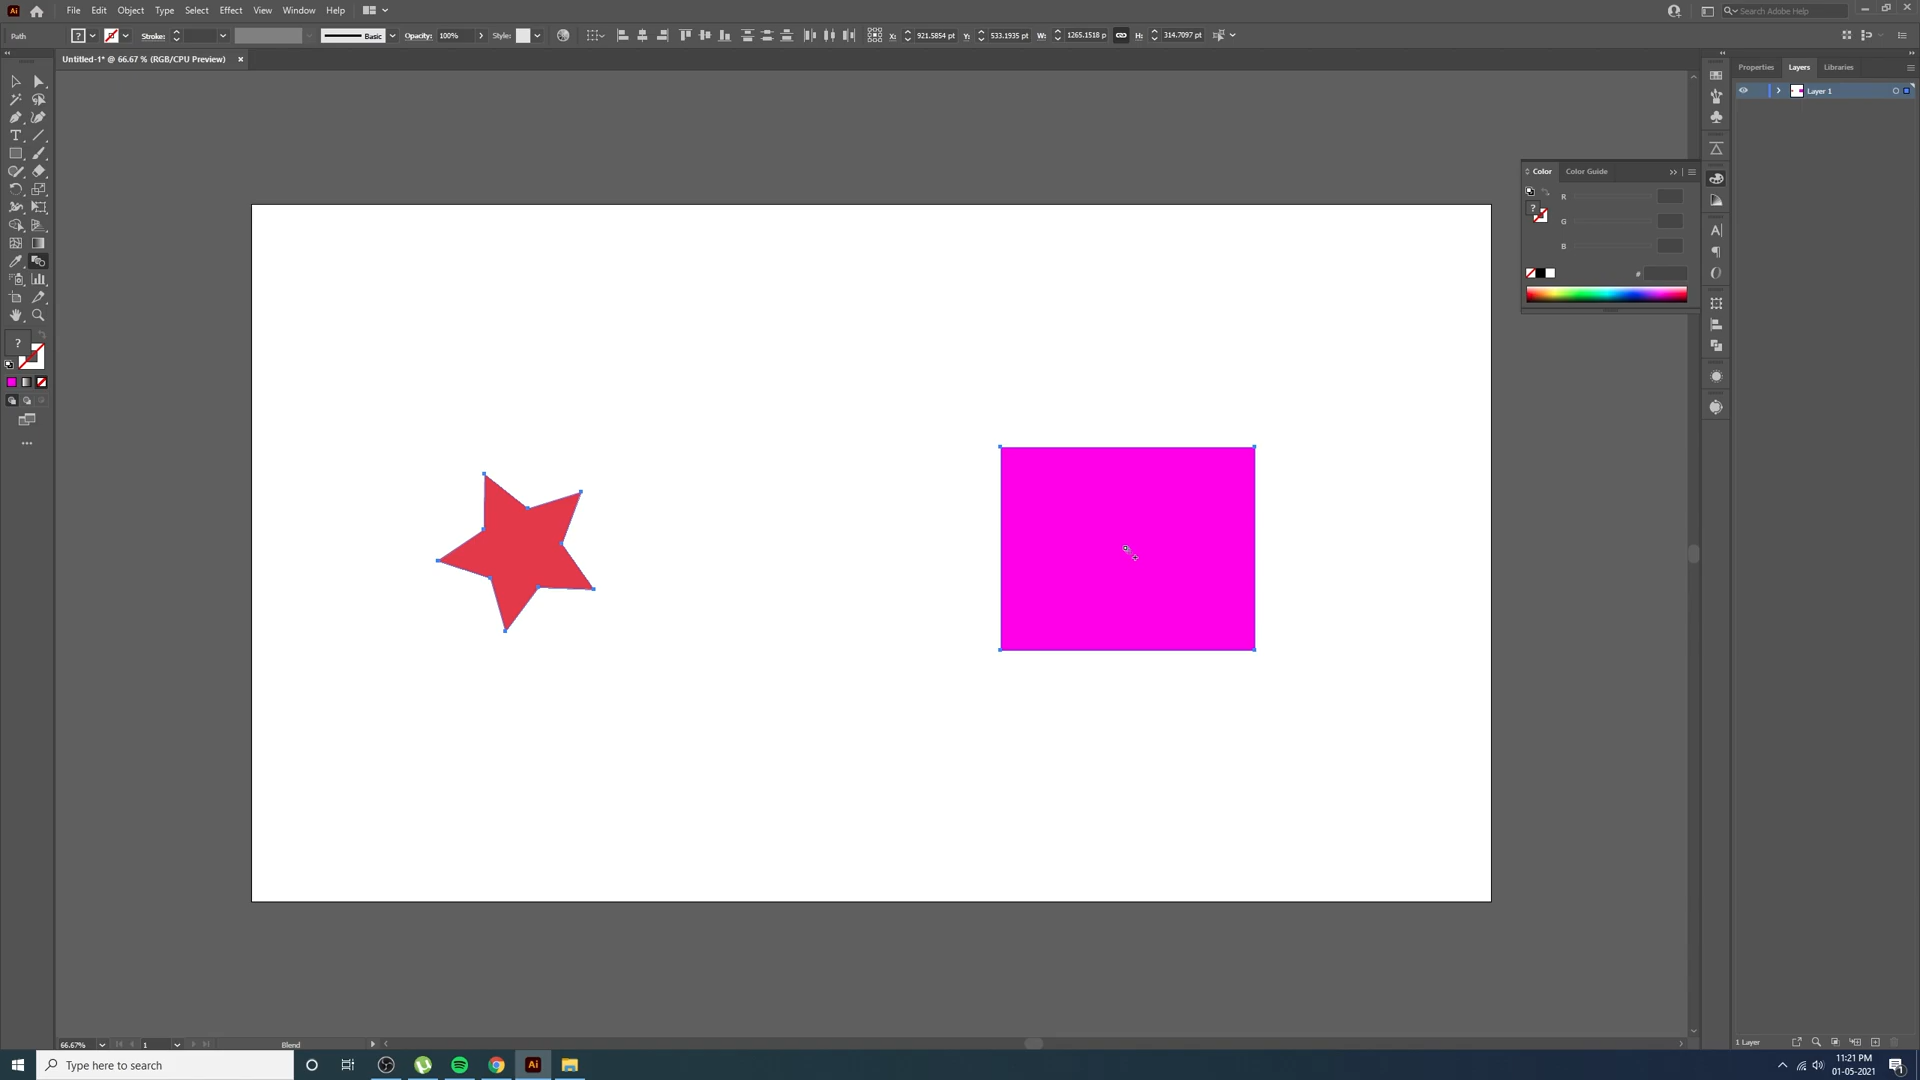 Ai File Edit Object Type Select Effect View Window Help Search Adobe Help
Path ? Stroke: Basic Opacity: 100% Style: X: 921.5854 pt Y: 533.1935 pt W: 1265.1518 p H: 314.7097 pt
Untitled-1* @ 66.67 % (RGB/CPU Preview) ×
Properties Layers Libraries
Layer 1
Color Color Guide
R
? G
B
#
?
66.67% 1 Blend
1 Layer
Type here to search
Ai
11:21 PM
01-05-2021
1